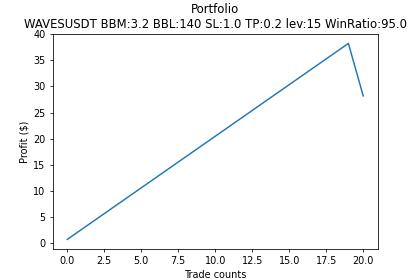 Portfolio
WAVESUSDT BBM:3.2 BBL:140 SL:1.0 TP:0.2 lev:15 WinRatio:95.0
40
35
30
25
20
15
10
5
0
Profit ($)
0.0 2.5 5.0 7.5 10.0 12.5 15.0 17.5 20.0
Trade counts